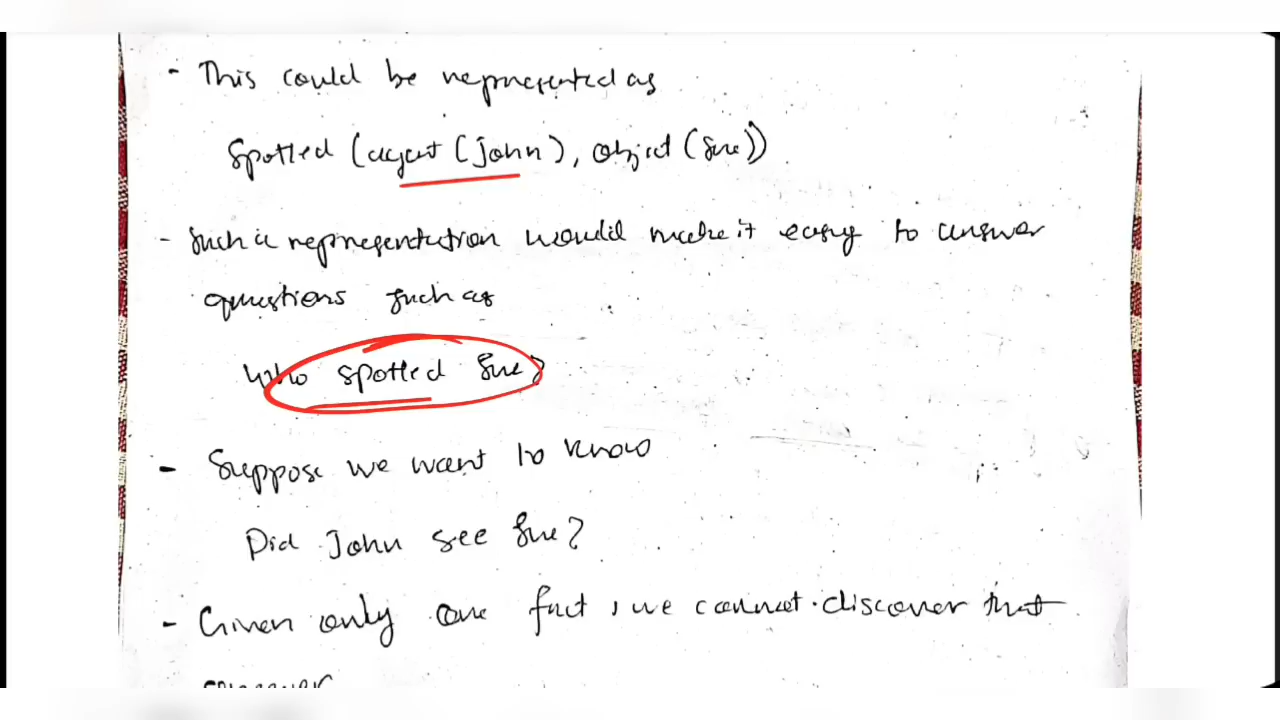 - This could be represented as
Spotled (agent (John), object (Sue))
- Such a representation would make it easy to answer
questions such as
Who spotted Sue?
- Suppose we want to know
Did John see Sue?
- Given only one fact, we cannot discover that